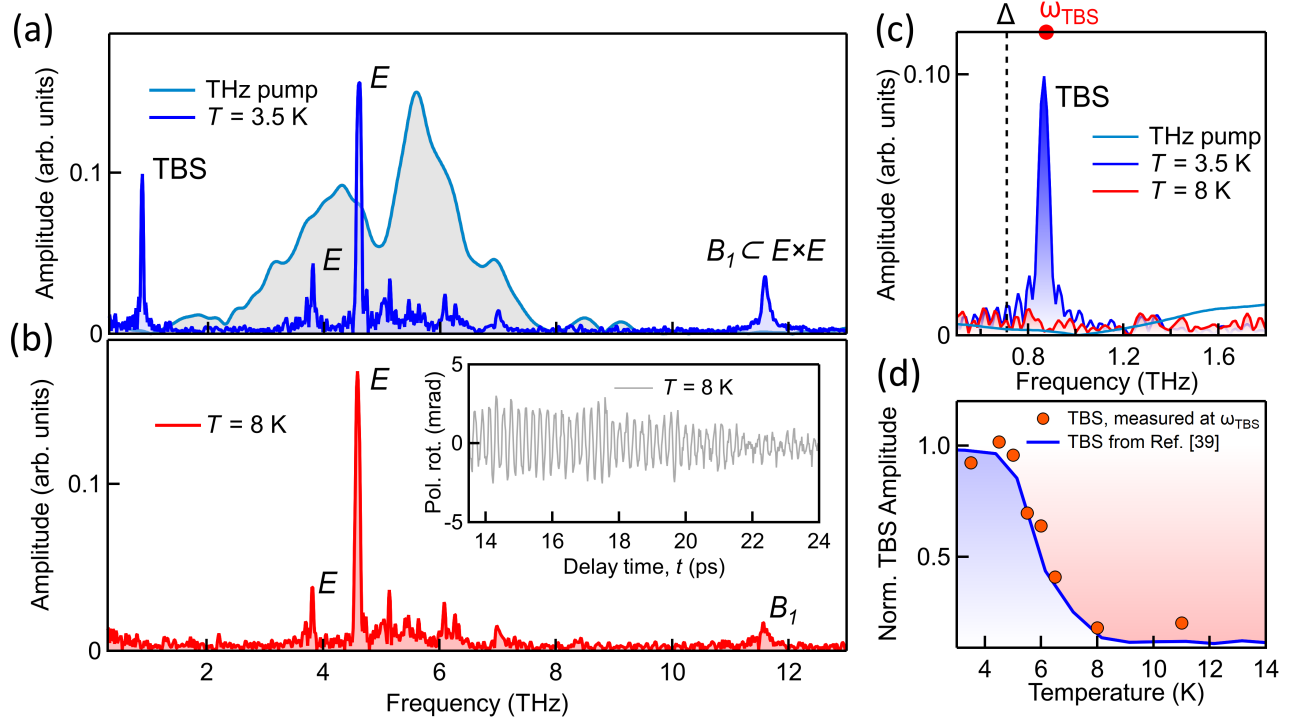 (a)
Amplitude (arb. units)
0.1
0
THz pump
T = 3.5 K
TBS
E
E
B₁ ⊂ E×E
(b)
Amplitude (arb. units)
0.1
0
T = 8 K
E
E
B₁
Pol. rot. (mrad)
5
0
-5
T = 8 K
14 16 18 20 22 24
Delay time, t (ps)
2 4 6 8 10 12
Frequency (THz)
(c)
Δ
ω_TBS
Amplitude (arb. units)
0.10
0
TBS
THz pump
T = 3.5 K
T = 8 K
0.8 1.2 1.6
Frequency (THz)
(d)
Norm. TBS Amplitude
1.0
0.5
TBS, measured at ω_TBS
TBS from Ref. [39]
4 6 8 10 12 14
Temperature (K)